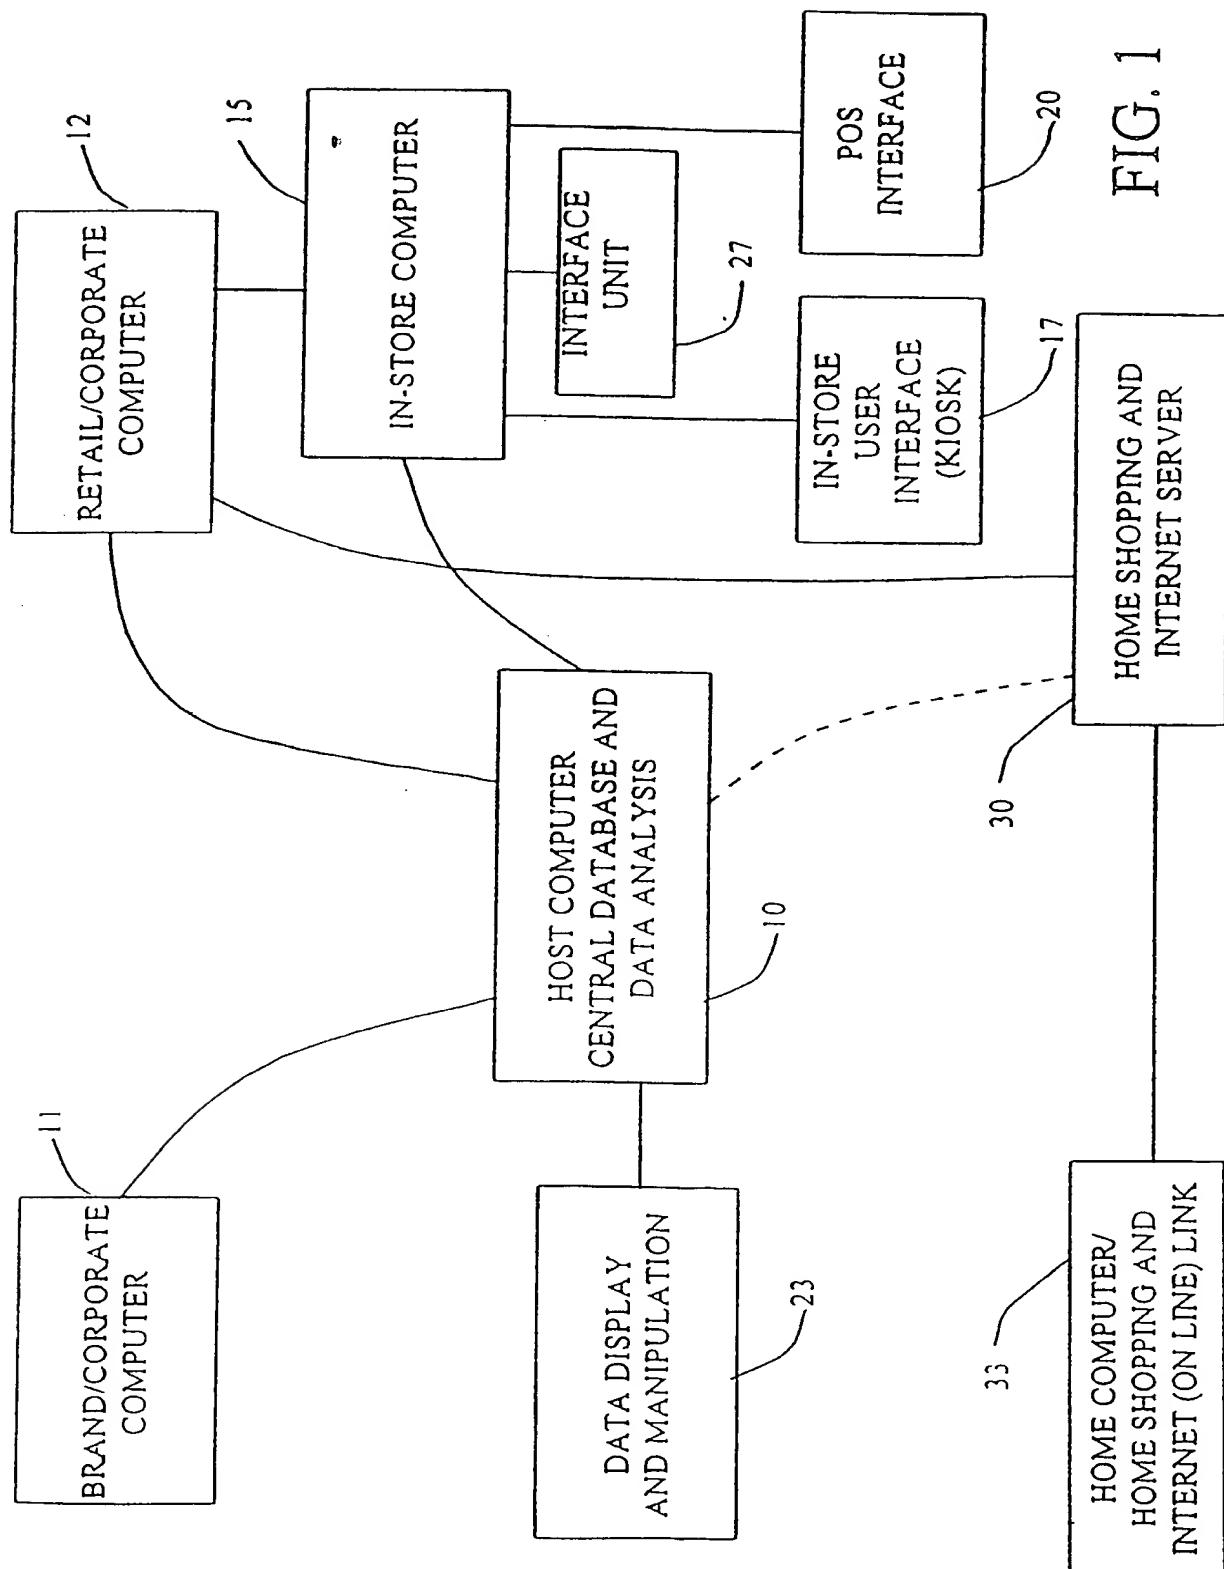 BRAND/CORPORATE
COMPUTER
11
RETAIL/CORPORATE
COMPUTER
12
IN-STORE COMPUTER
15
HOST COMPUTER
CENTRAL DATABASE AND
DATA ANALYSIS
10
DATA DISPLAY
AND MANIPULATION
23
INTERFACE
UNIT
27
IN-STORE
USER
INTERFACE
(KIOSK)
17
POS
INTERFACE
20
HOME COMPUTER/
HOME SHOPPING AND
INTERNET (ON LINE) LINK
33
HOME SHOPPING AND
INTERNET SERVER
30
FIG. 1